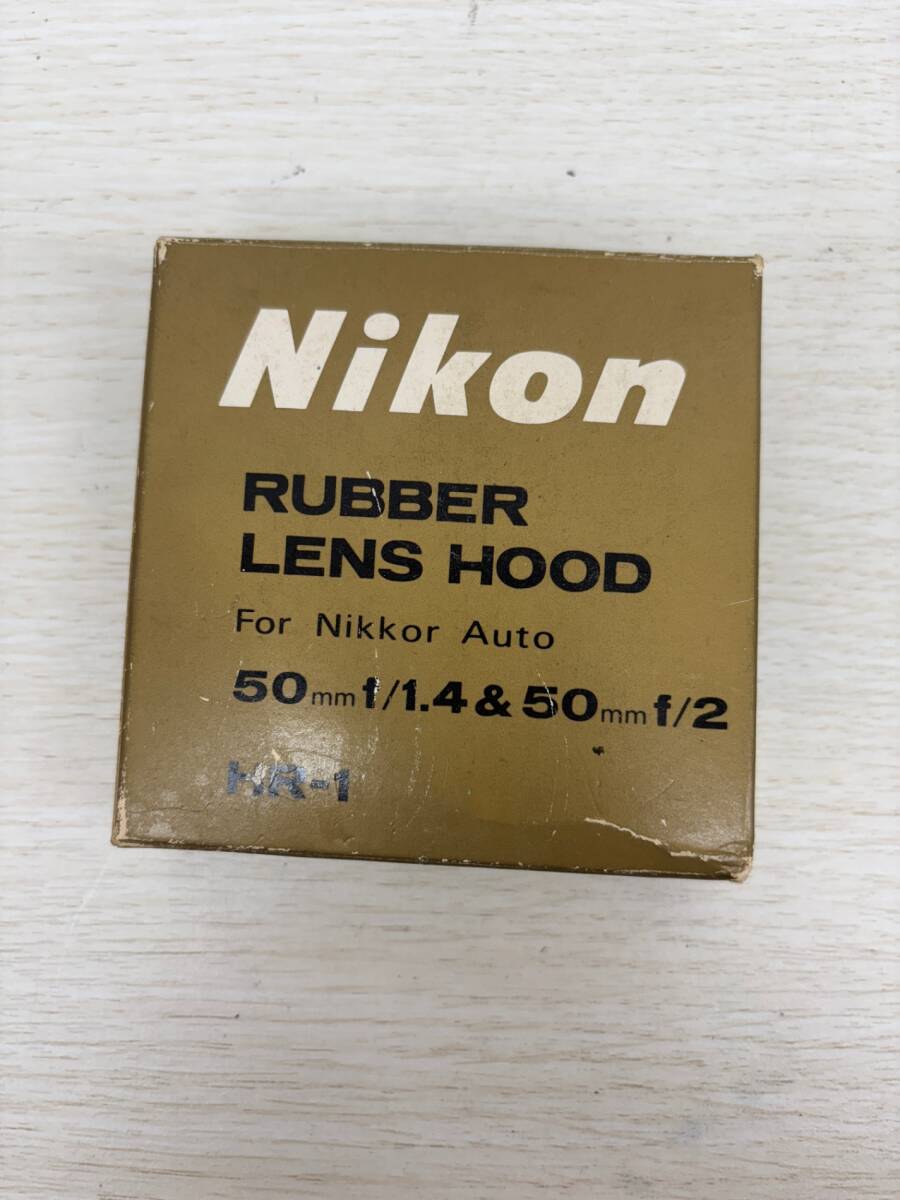 Nikon
RUBBER
LENS HOOD
For Nikkor Auto
50mm f/1.4 & 50mm f/2
HR-1